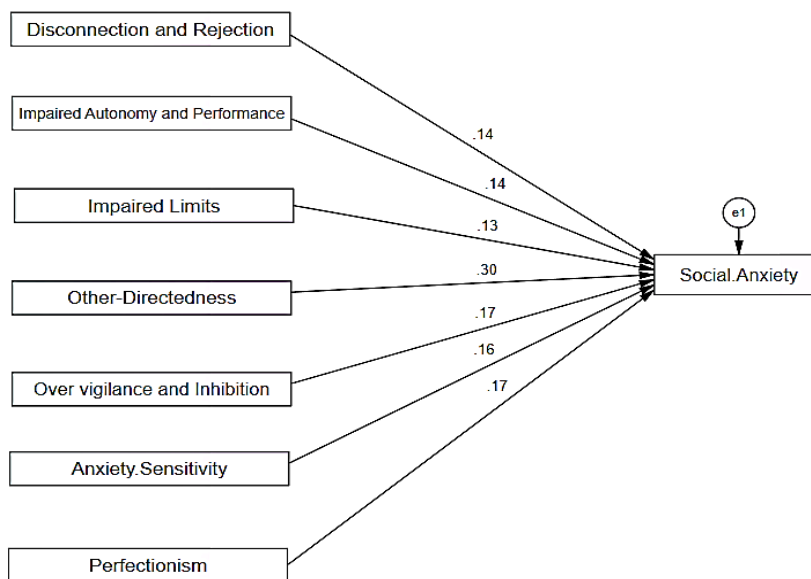 Disconnection and Rejection
Impaired Autonomy and Performance
.14
.14
Impaired Limits
.13
e1
.30
Social.Anxiety
Other-Directedness
.17
.16
Over vigilance and Inhibition
.17
Anxiety.Sensitivity
Perfectionism